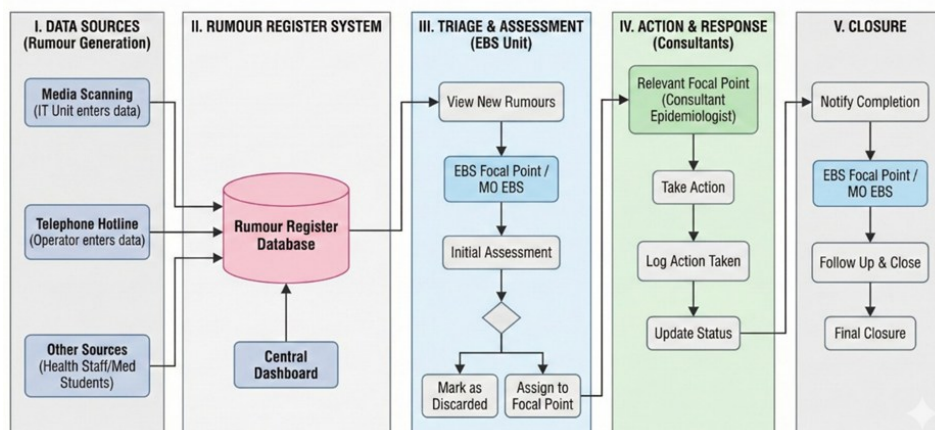 I. DATA SOURCES
(Rumour Generation)
Media Scanning
(IT Unit enters data)
Telephone Hotline
(Operator enters data)
Other Sources
(Health Staff/Med
Students)
II. RUMOUR REGISTER SYSTEM
Rumour Register
Database
Central
Dashboard
III. TRIAGE & ASSESSMENT
(EBS Unit)
View New Rumours
EBS Focal Point /
MO EBS
Initial Assessment
Mark as
Discarded
Assign to
Focal Point
IV. ACTION & RESPONSE
(Consultants)
Relevant Focal Point
(Consultant
Epidemiologist)
Take Action
Log Action Taken
Update Status
V. CLOSURE
Notify Completion
EBS Focal Point /
MO EBS
Follow Up & Close
Final Closure